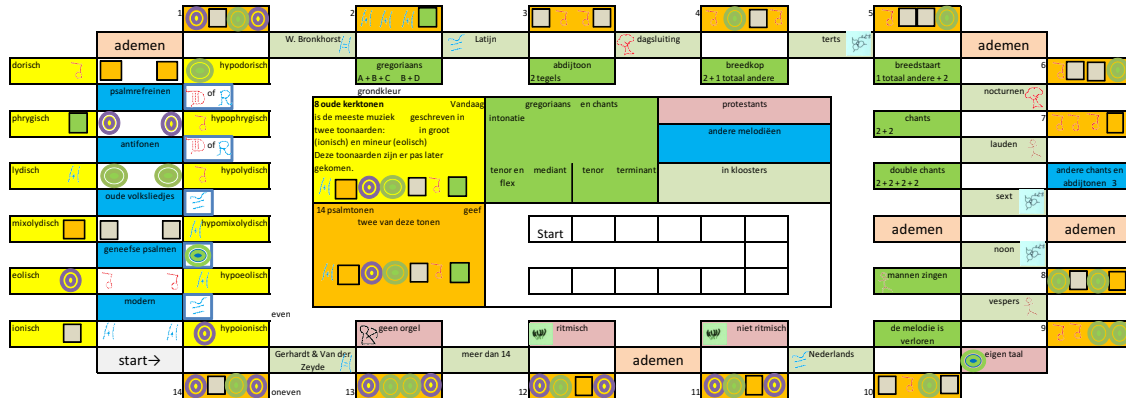 1
2
3
4
5
ademen
W. Bronkhorst
Latijn
dagsluiting
terts
ademen
dorisch
hypodorisch
gregoriaans
A + B + C B + D
abdijtoon
2 tegels
breedkop
2 + 1 totaal andere
breedstaart
1 totaal andere + 2
6
psalmrefreinen
of
grondkleur
nocturnen
phrygisch
hypophrygisch
8 oude kerktonen Vandaag
is de meeste muziek geschreven in
twee toonaarden: in groot
(ionisch) en mineur (eolisch)
Deze toonaarden zijn er pas later
gekomen.
gregoriaans en chants
intonatie
protestants
chants
2 + 2
7
antifonen
of
andere melodiëen
lauden
lydisch
hypolydisch
tenor en
flex
mediant
tenor
terminant
in kloosters
double chants
2 + 2 + 2 + 2
andere chants en
abdijtonen 3
oude volksliedjes
sext
mixolydisch
hypomixolydisch
14 psalmtonen geef
twee van deze tonen
Start
ademen
ademen
geneefse psalmen
noon
eolisch
hypoeolisch
mannen zingen
8
modern
even
vespers
ionisch
hypoionisch
geen orgel
ritmisch
niet ritmisch
de melodie is
verloren
9
start→
Gerhardt & Van der
Zeyde
meer dan 14
ademen
Nederlands
eigen taal
14
oneven
13
12
11
10